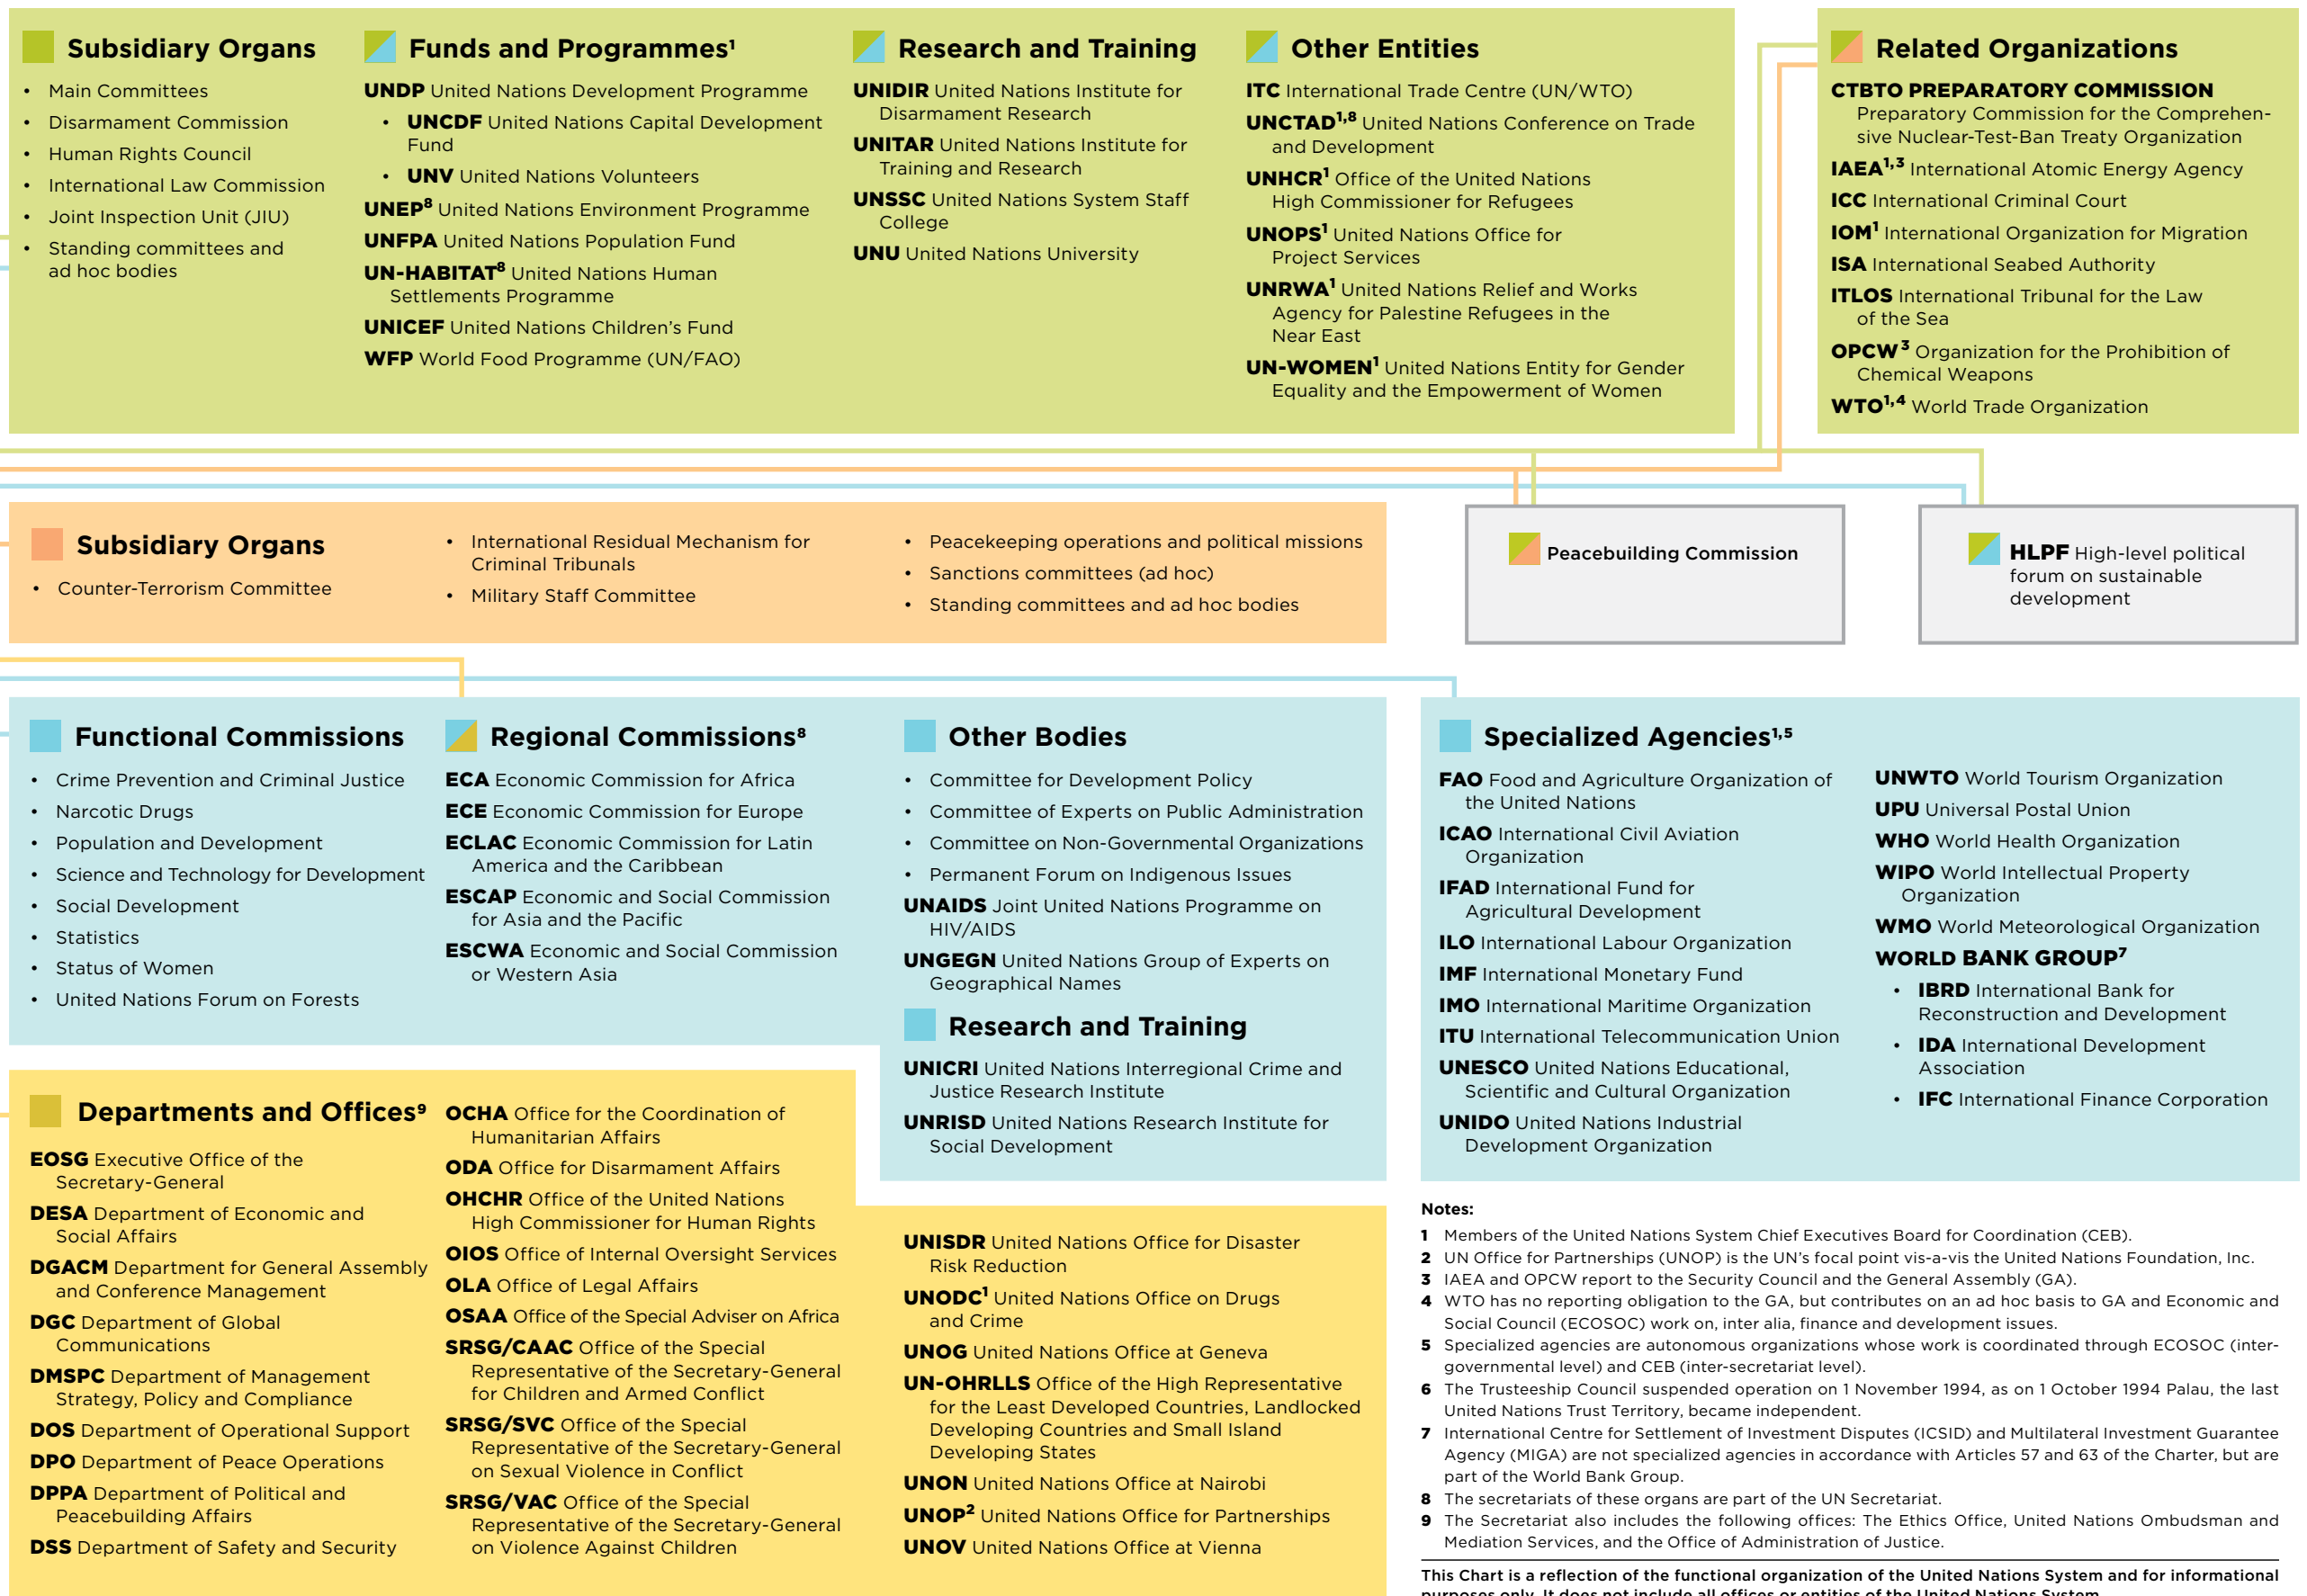 Subsidiary Organs
• Main Committees
• Disarmament Commission
• Human Rights Council
• International Law Commission
• Joint Inspection Unit (JIU)
• Standing committees and
ad hoc bodies
Funds and Programmes¹
UNDP United Nations Development Programme
• UNCDF United Nations Capital Development
Fund
• UNV United Nations Volunteers
UNEP⁸ United Nations Environment Programme
UNFPA United Nations Population Fund
UN-HABITAT⁸ United Nations Human
Settlements Programme
UNICEF United Nations Children’s Fund
WFP World Food Programme (UN/FAO)
Research and Training
UNIDIR United Nations Institute for
Disarmament Research
UNITAR United Nations Institute for
Training and Research
UNSSC United Nations System Staff
College
UNU United Nations University
Other Entities
ITC International Trade Centre (UN/WTO)
UNCTAD¹,⁸ United Nations Conference on Trade
and Development
UNHCR¹ Office of the United Nations
High Commissioner for Refugees
UNOPS¹ United Nations Office for
Project Services
UNRWA¹ United Nations Relief and Works
Agency for Palestine Refugees in the
Near East
UN-WOMEN¹ United Nations Entity for Gender
Equality and the Empowerment of Women
Related Organizations
CTBTO PREPARATORY COMMISSION
Preparatory Commission for the Comprehen-
sive Nuclear-Test-Ban Treaty Organization
IAEA¹,³ International Atomic Energy Agency
ICC International Criminal Court
IOM¹ International Organization for Migration
ISA International Seabed Authority
ITLOS International Tribunal for the Law
of the Sea
OPCW³ Organization for the Prohibition of
Chemical Weapons
WTO¹,⁴ World Trade Organization
Subsidiary Organs
• Counter-Terrorism Committee
• International Residual Mechanism for
Criminal Tribunals
• Military Staff Committee
• Peacekeeping operations and political missions
• Sanctions committees (ad hoc)
• Standing committees and ad hoc bodies
Peacebuilding Commission
HLPF High-level political
forum on sustainable
development
Functional Commissions
• Crime Prevention and Criminal Justice
• Narcotic Drugs
• Population and Development
• Science and Technology for Development
• Social Development
• Statistics
• Status of Women
• United Nations Forum on Forests
Regional Commissions⁸
ECA Economic Commission for Africa
ECE Economic Commission for Europe
ECLAC Economic Commission for Latin
America and the Caribbean
ESCAP Economic and Social Commission
for Asia and the Pacific
ESCWA Economic and Social Commission
or Western Asia
Other Bodies
• Committee for Development Policy
• Committee of Experts on Public Administration
• Committee on Non-Governmental Organizations
• Permanent Forum on Indigenous Issues
UNAIDS Joint United Nations Programme on
HIV/AIDS
UNGEGN United Nations Group of Experts on
Geographical Names
Research and Training
UNICRI United Nations Interregional Crime and
Justice Research Institute
UNRISD United Nations Research Institute for
Social Development
Specialized Agencies¹,⁵
FAO Food and Agriculture Organization of
the United Nations
ICAO International Civil Aviation
Organization
IFAD International Fund for
Agricultural Development
ILO International Labour Organization
IMF International Monetary Fund
IMO International Maritime Organization
ITU International Telecommunication Union
UNESCO United Nations Educational,
Scientific and Cultural Organization
UNIDO United Nations Industrial
Development Organization
UNWTO World Tourism Organization
UPU Universal Postal Union
WHO World Health Organization
WIPO World Intellectual Property
Organization
WMO World Meteorological Organization
WORLD BANK GROUP⁷
• IBRD International Bank for
Reconstruction and Development
• IDA International Development
Association
• IFC International Finance Corporation
Departments and Offices⁹
EOSG Executive Office of the
Secretary-General
DESA Department of Economic and
Social Affairs
DGACM Department for General Assembly
and Conference Management
DGC Department of Global
Communications
DMSPC Department of Management
Strategy, Policy and Compliance
DOS Department of Operational Support
DPO Department of Peace Operations
DPPA Department of Political and
Peacebuilding Affairs
DSS Department of Safety and Security
OCHA Office for the Coordination of
Humanitarian Affairs
ODA Office for Disarmament Affairs
OHCHR Office of the United Nations
High Commissioner for Human Rights
OIOS Office of Internal Oversight Services
OLA Office of Legal Affairs
OSAA Office of the Special Adviser on Africa
SRSG/CAAC Office of the Special
Representative of the Secretary-General
for Children and Armed Conflict
SRSG/SVC Office of the Special
Representative of the Secretary-General
on Sexual Violence in Conflict
SRSG/VAC Office of the Special
Representative of the Secretary-General
on Violence Against Children
UNISDR United Nations Office for Disaster
Risk Reduction
UNODC¹ United Nations Office on Drugs
and Crime
UNOG United Nations Office at Geneva
UN-OHRLLS Office of the High Representative
for the Least Developed Countries, Landlocked
Developing Countries and Small Island
Developing States
UNON United Nations Office at Nairobi
UNOP² United Nations Office for Partnerships
UNOV United Nations Office at Vienna
Notes:
1 Members of the United Nations System Chief Executives Board for Coordination (CEB).
2 UN Office for Partnerships (UNOP) is the UN’s focal point vis-a-vis the United Nations Foundation, Inc.
3 IAEA and OPCW report to the Security Council and the General Assembly (GA).
4 WTO has no reporting obligation to the GA, but contributes on an ad hoc basis to GA and Economic and
Social Council (ECOSOC) work on, inter alia, finance and development issues.
5 Specialized agencies are autonomous organizations whose work is coordinated through ECOSOC (inter-
governmental level) and CEB (inter-secretariat level).
6 The Trusteeship Council suspended operation on 1 November 1994, as on 1 October 1994 Palau, the last
United Nations Trust Territory, became independent.
7 International Centre for Settlement of Investment Disputes (ICSID) and Multilateral Investment Guarantee
Agency (MIGA) are not specialized agencies in accordance with Articles 57 and 63 of the Charter, but are
part of the World Bank Group.
8 The secretariats of these organs are part of the UN Secretariat.
9 The Secretariat also includes the following offices: The Ethics Office, United Nations Ombudsman and
Mediation Services, and the Office of Administration of Justice.
This Chart is a reflection of the functional organization of the United Nations System and for informational
purposes only. It does not include all offices or entities of the United Nations System.